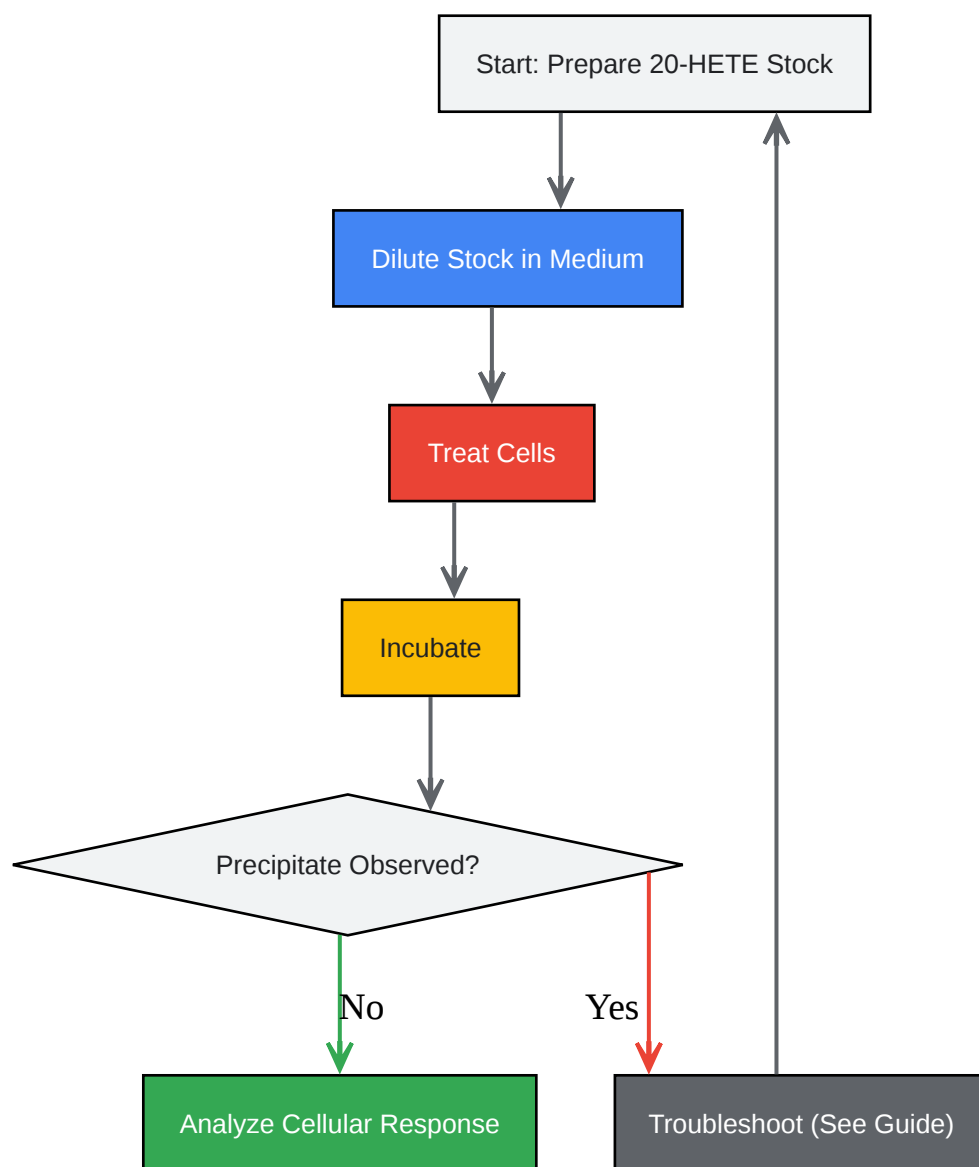 Start: Prepare 20-HETE Stock
Dilute Stock in Medium
Treat Cells
Incubate
Precipitate Observed?
No
Yes
Analyze Cellular Response
Troubleshoot (See Guide)